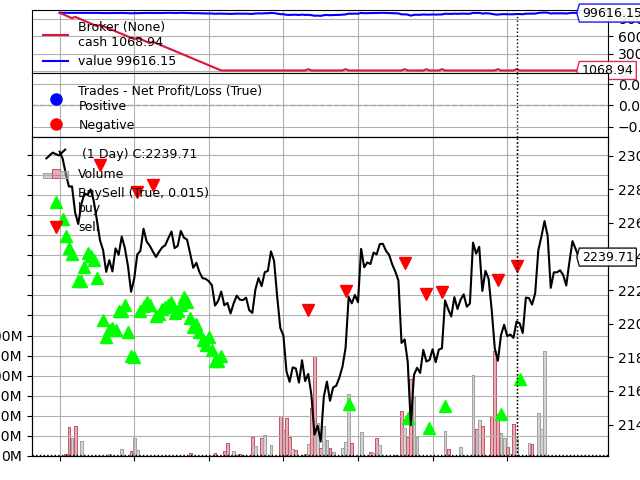 Broker (None)
cash 1068.94
value 99616.15
99616.15
600
300
1068.94
Trades - Net Profit/Loss (True)
Positive
Negative
0.0
0.0
−0.
(1 Day) C:2239.71
Volume
BuySell (True, 0.015)
buy
sell
230
228
226
2239.71
222
220
218
216
214
0M